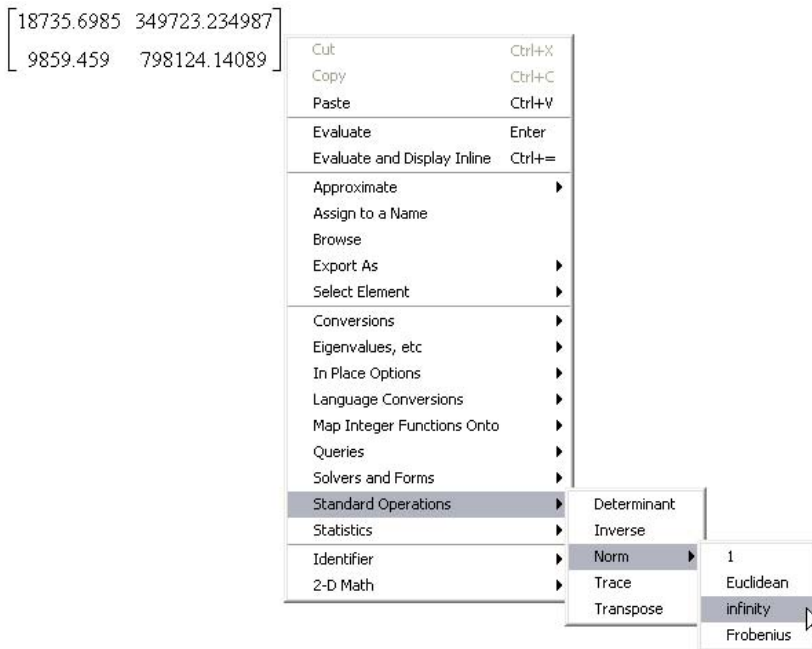 18735.6985 349723.234987
9859.459 798124.14089
Cut Ctrl+X
Copy Ctrl+C
Paste Ctrl+V
Evaluate Enter
Evaluate and Display Inline Ctrl+=
Approximate
Assign to a Name
Browse
Export As
Select Element
Conversions
Eigenvalues, etc
In Place Options
Language Conversions
Map Integer Functions Onto
Queries
Solvers and Forms
Standard Operations
Statistics
Identifier
2-D Math
Determinant
Inverse
Norm
Trace
Transpose
1
Euclidean
infinity
Frobenius